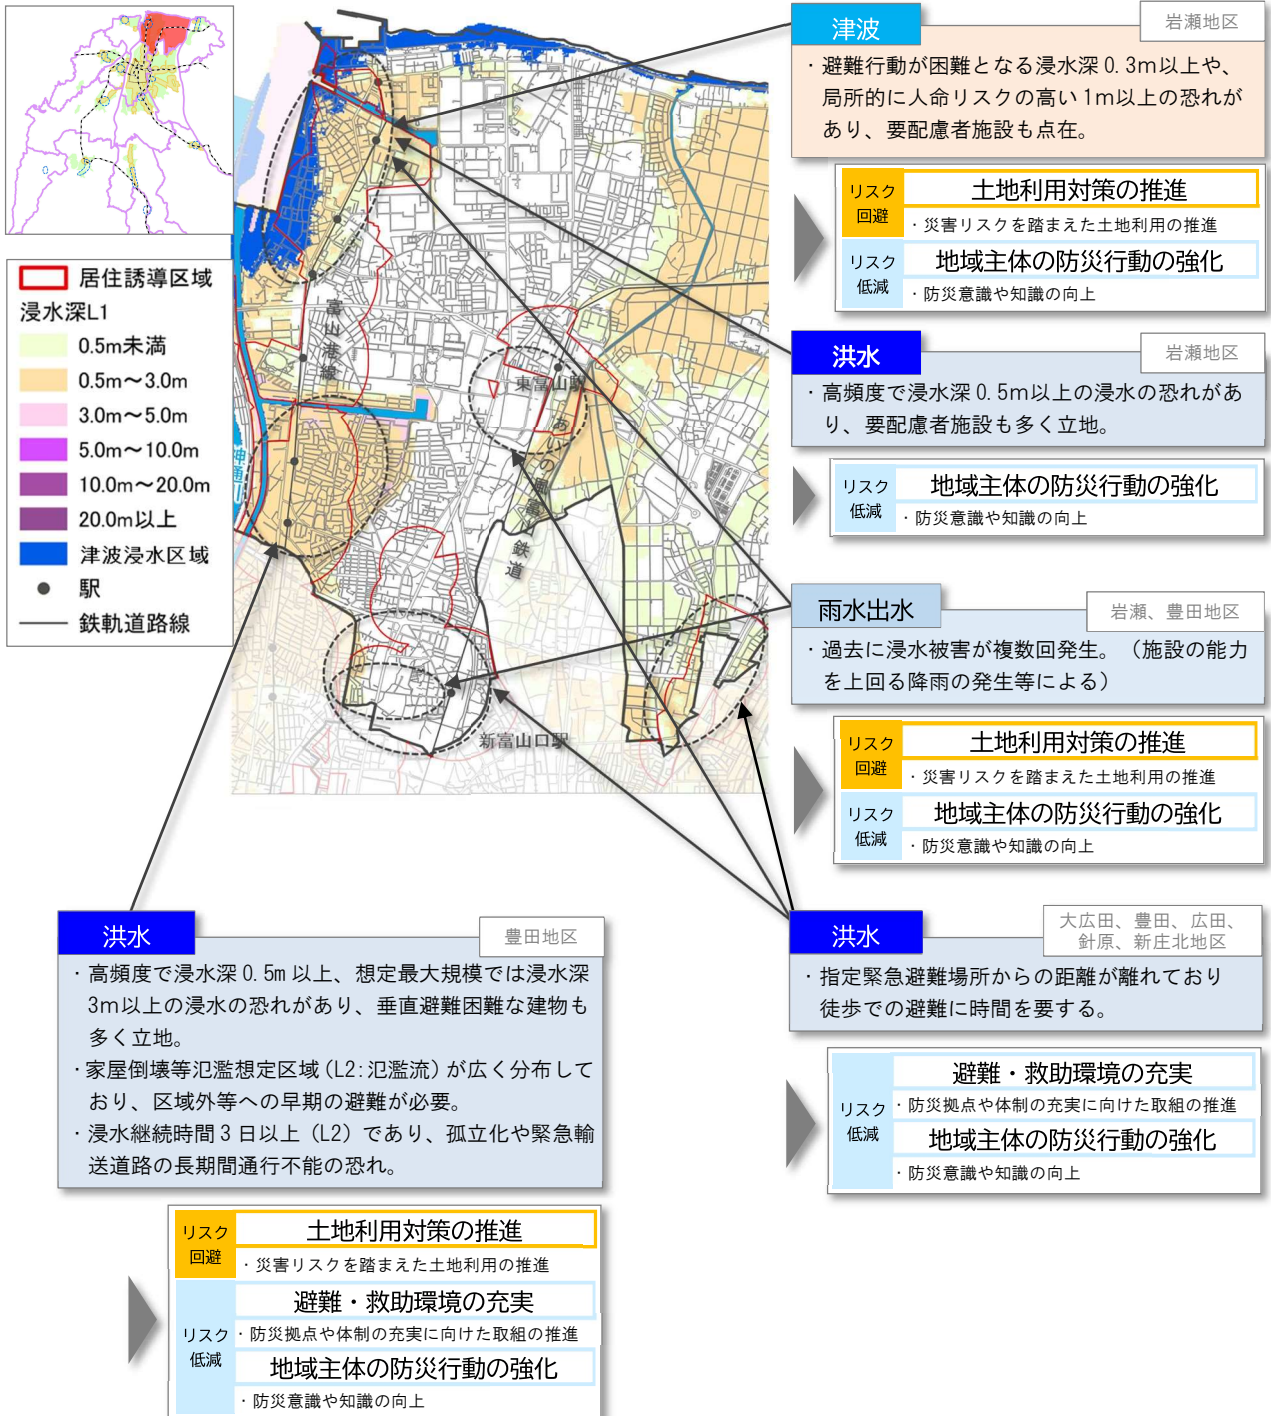 居住誘導区域
浸水深L1
0.5m未満
0.5m～3.0m
3.0m～5.0m
5.0m～10.0m
10.0m～20.0m
20.0m以上
津波浸水区域
駅
鉄軌道路線
富山港線
東富山駅
あいの風富山鉄道
神通川
新富山口駅
津波
岩瀬地区
・避難行動が困難となる浸水深0.3m以上や、
局所的に人命リスクの高い1m以上の恐れが
あり、要配慮者施設も点在。
リスク
回避
土地利用対策の推進
・災害リスクを踏まえた土地利用の推進
リスク
低減
地域主体の防災行動の強化
・防災意識や知識の向上
洪水
岩瀬地区
・高頻度で浸水深0.5m以上の浸水の恐れがあ
り、要配慮者施設も多く立地。
リスク
低減
地域主体の防災行動の強化
・防災意識や知識の向上
雨水出水
岩瀬、豊田地区
・過去に浸水被害が複数回発生。（施設の能力
を上回る降雨の発生等による）
リスク
回避
土地利用対策の推進
・災害リスクを踏まえた土地利用の推進
リスク
低減
地域主体の防災行動の強化
・防災意識や知識の向上
洪水
大広田、豊田、広田、
針原、新庄北地区
・指定緊急避難場所からの距離が離れており
徒歩での避難に時間を要する。
リスク
低減
避難・救助環境の充実
・防災拠点や体制の充実に向けた取組の推進
地域主体の防災行動の強化
・防災意識や知識の向上
洪水
豊田地区
・高頻度で浸水深0.5m以上、想定最大規模では浸水深
3m以上の浸水の恐れがあり、垂直避難困難な建物も
多く立地。
・家屋倒壊等氾濫想定区域（L2:氾濫流）が広く分布して
おり、区域外等への早期の避難が必要。
・浸水継続時間3日以上（L2）であり、孤立化や緊急輸
送道路の長期間通行不能の恐れ。
リスク
回避
土地利用対策の推進
・災害リスクを踏まえた土地利用の推進
リスク
低減
避難・救助環境の充実
・防災拠点や体制の充実に向けた取組の推進
地域主体の防災行動の強化
・防災意識や知識の向上